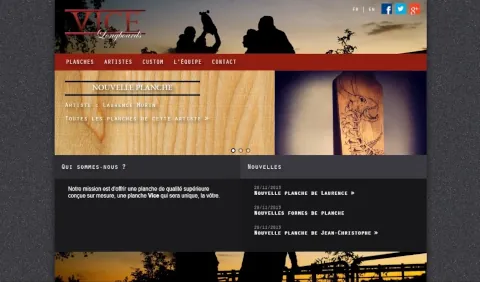 VICE
Longboards
FR | EN
PLANCHES ARTISTES CUSTOM L'ÉQUIPE CONTACT
NOUVELLE PLANCHE
Artiste : Laurence Morin
Toutes les planches de cette artiste »
Qui sommes-nous ?
Notre mission est d'offrir une planche de qualité supérieure
conçue sur mesure, une planche Vice qui sera unique, la vôtre.
Nouvelles
20/12/2013
Nouvelle planche de Laurence »
20/11/2013
Nouvelles formes de planche
20/11/2013
Nouvelle planche de Jean-Christophe »